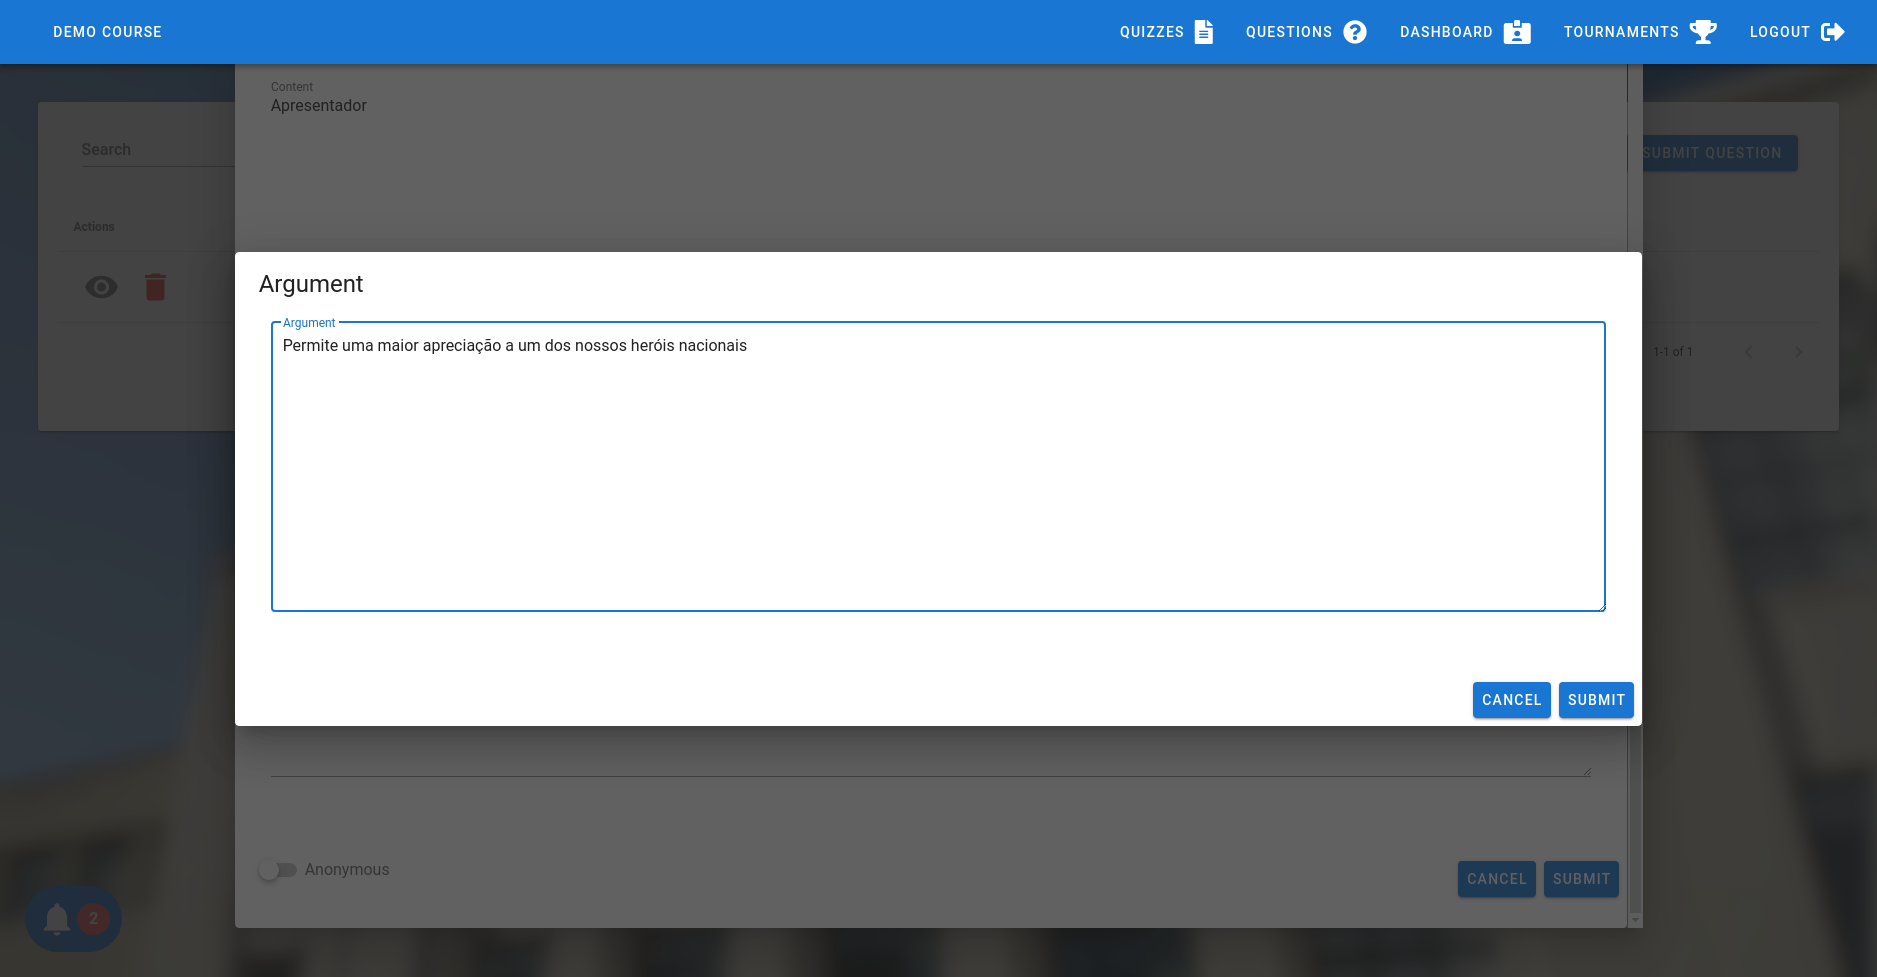 DEMO COURSE
QUIZZES
QUESTIONS
DASHBOARD
TOURNAMENTS
LOGOUT
Content
Apresentador
Search
SUBMIT QUESTION
Actions
Argument
Argument
Permite uma maior apreciação a um dos nossos heróis nacionais
1-1 of 1
CANCEL
SUBMIT
Anonymous
CANCEL
SUBMIT
2